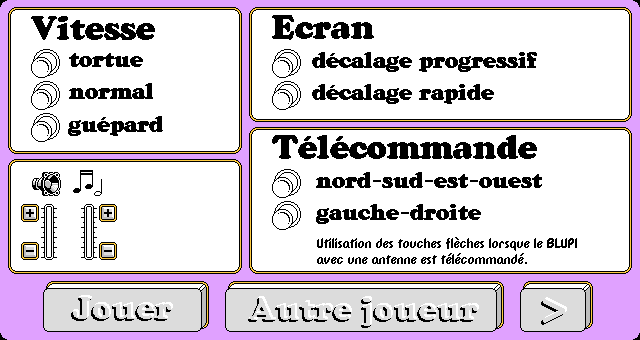 Vitesse
tortue
normal
guépard
Ecran
décalage progressif
décalage rapide
Télécommande
nord-sud-est-ouest
gauche-droite
Utilisation des touches flèches lorsque le BLUPI
avec une antenne est télécommandé.
+ +
- -
Jouer
Autre joueur
>